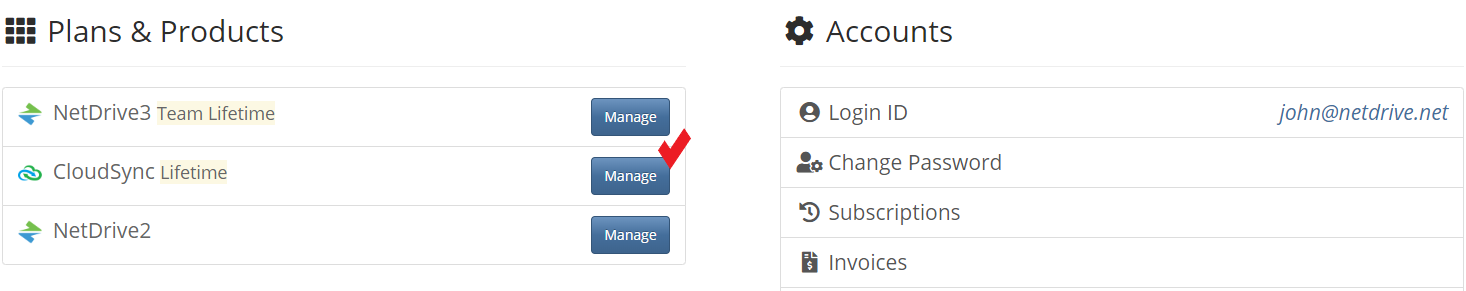 Plans & Products
NetDrive3 Team Lifetime Manage
CloudSync Lifetime Manage
NetDrive2 Manage
Accounts
Login ID john@netdrive.net
Change Password
Subscriptions
Invoices